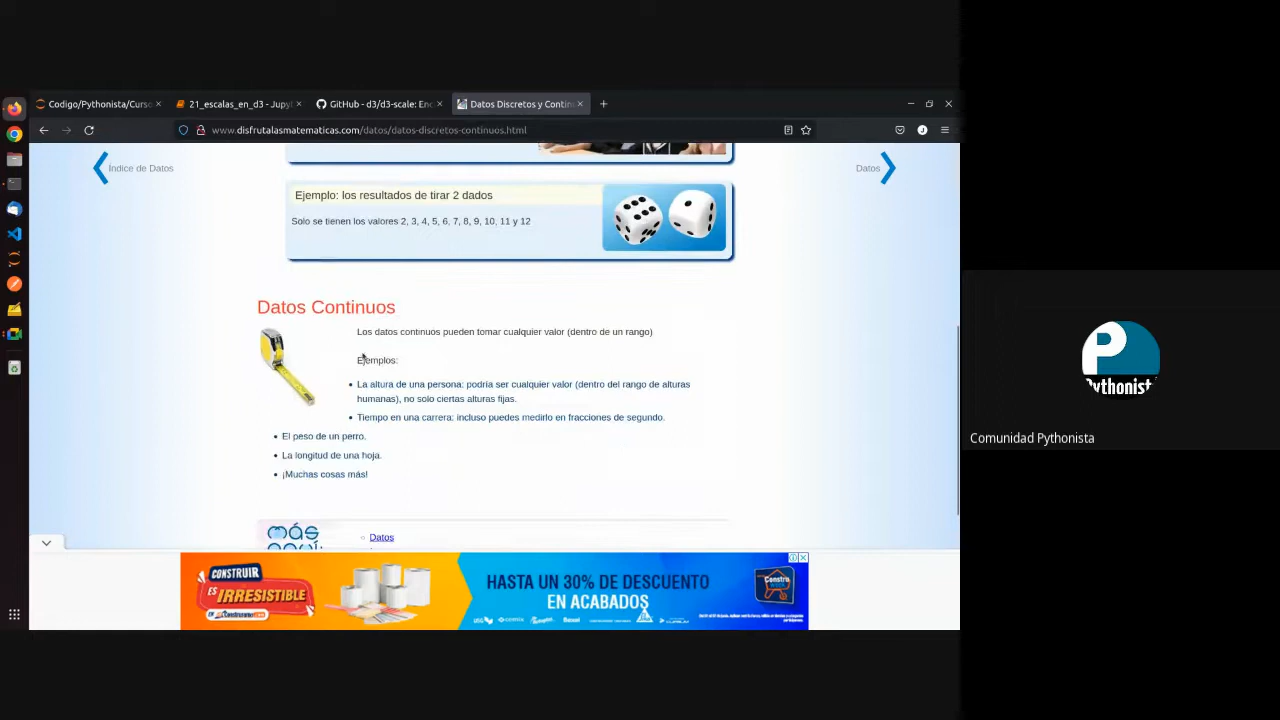 Codigo/Pythonista/Curso
21_escalas_en_d3 - Jupyt
GitHub - d3/d3-scale: Enc
Datos Discretos y Contin
www.disfrutalasmatematicas.com/datos/datos-discretos-continuos.html
Índice de Datos
Datos
Ejemplo: los resultados de tirar 2 dados
Solo se tienen los valores 2, 3, 4, 5, 6, 7, 8, 9, 10, 11 y 12
Datos Continuos
Los datos continuos pueden tomar cualquier valor (dentro de un rango)
Ejemplos:
La altura de una persona: podría ser cualquier valor (dentro del rango de alturas
humanas), no solo ciertas alturas fijas.
Tiempo en una carrera: incluso puedes medirlo en fracciones de segundo.
El peso de un perro.
La longitud de una hoja.
¡Muchas cosas más!
más
aquí:
Datos
CONSTRUIR
ES IRRESISTIBLE
HASTA UN 30% DE DESCUENTO
EN ACABADOS
Pythonist
Comunidad Pythonista